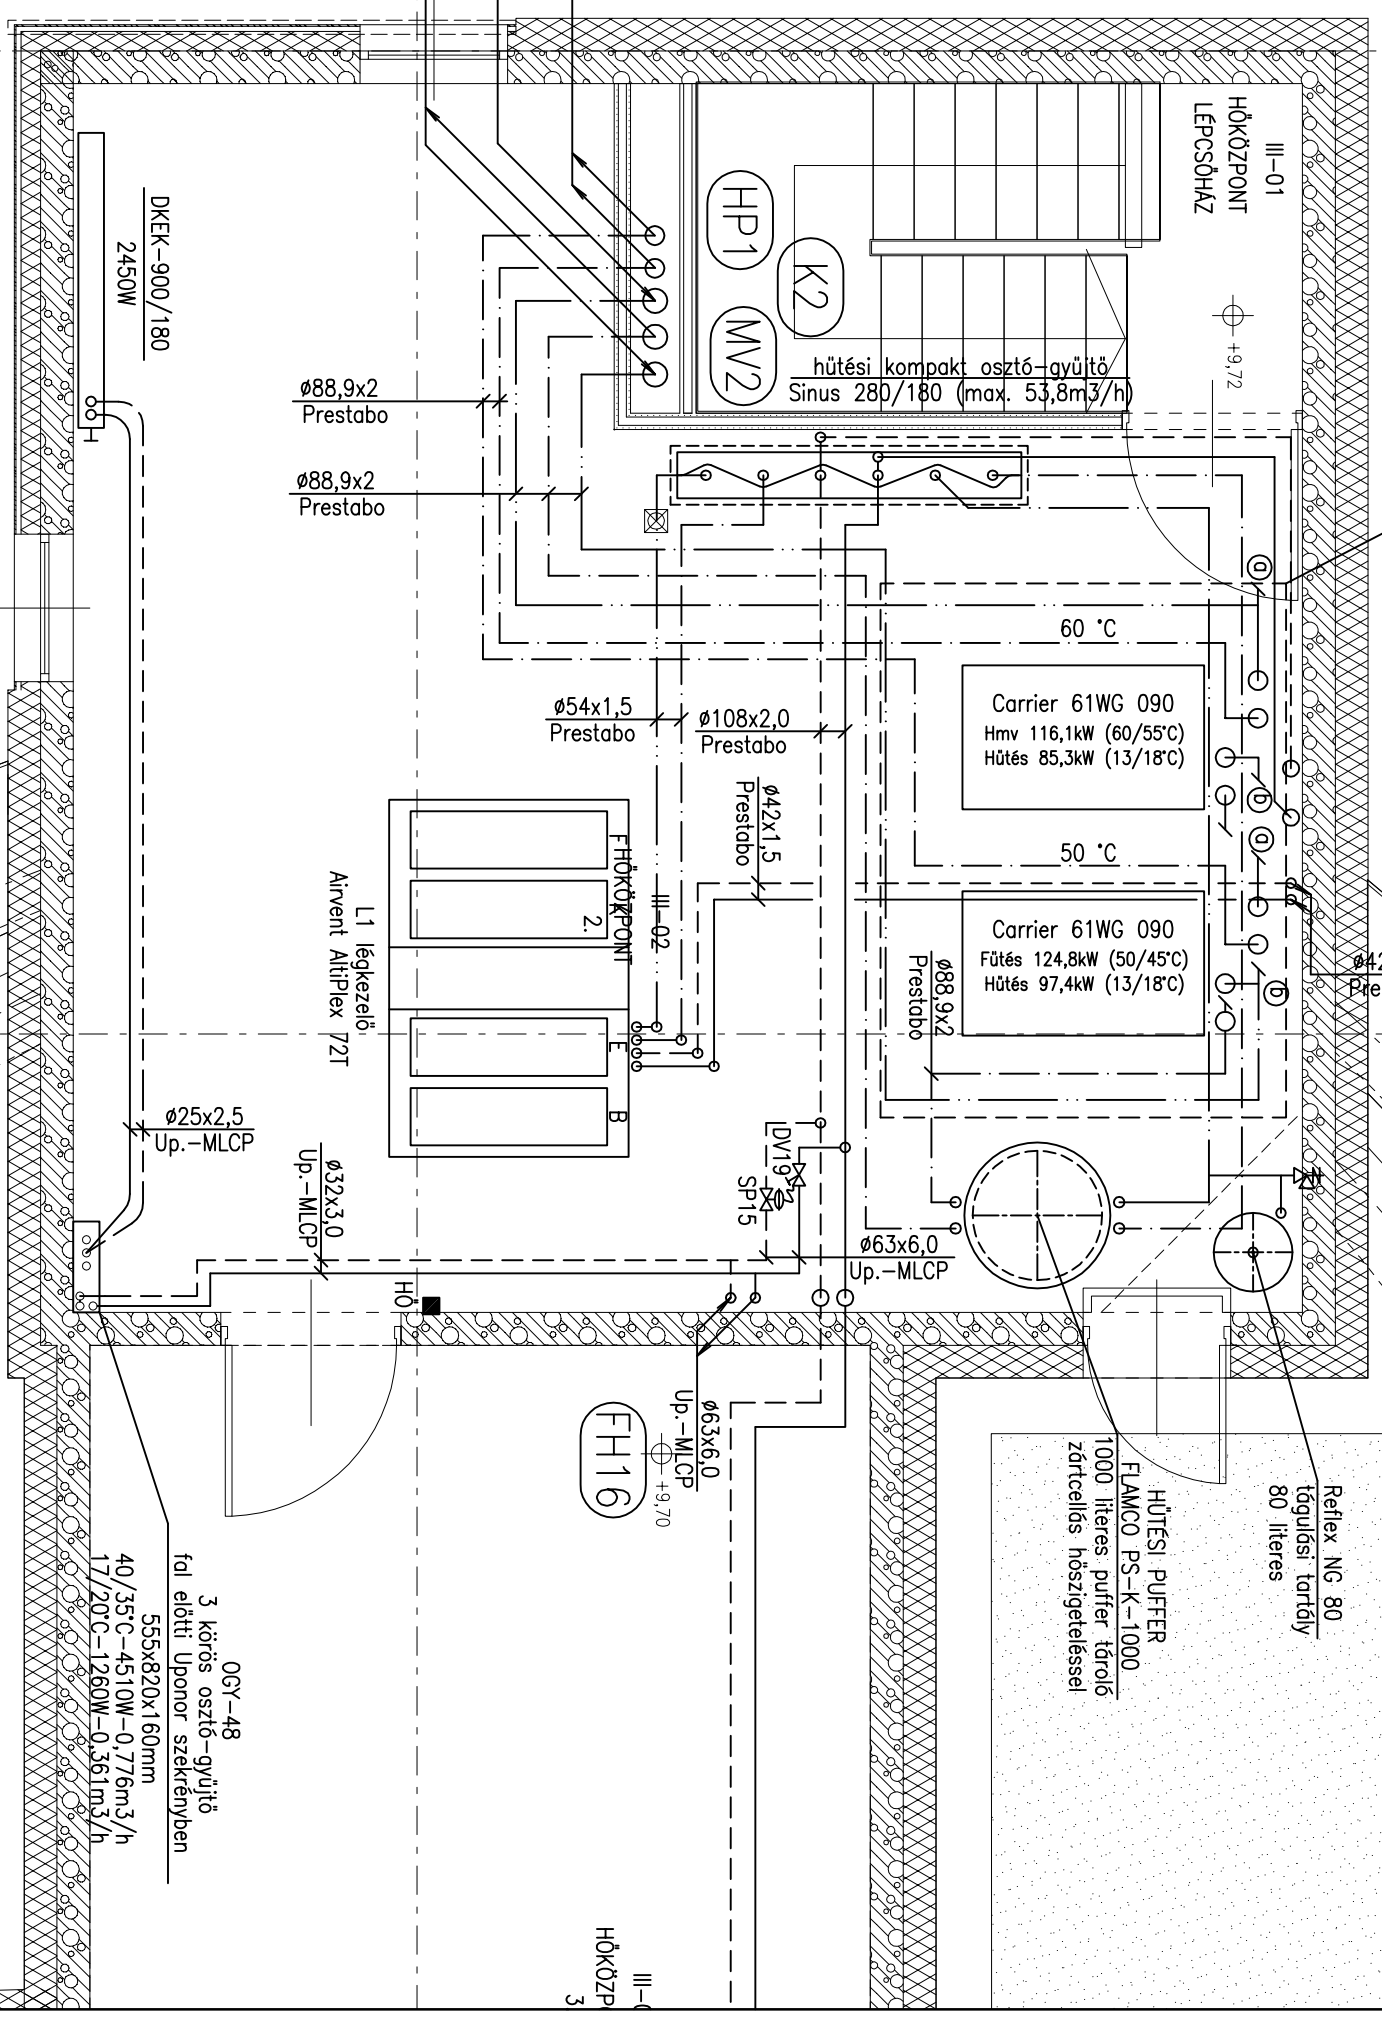 III-01
HŐKÖZPONT
LÉPCSŐHÁZ
+9,72
HP1
K2
MV2
hűtési kompakt osztó-gyűjtő
Sinus 280/180 (max. 53,8m3/h)
DKEK-900/180
2450W
ø88,9x2
Prestabo
ø88,9x2
Prestabo
a
60 °C
Carrier 61WG 090
Hmv 116,1kW (60/55°C)
Hűtés 85,3kW (13/18°C)
b
a
50 °C
Carrier 61WG 090
Fűtés 124,8kW (50/45°C)
Hűtés 97,4kW (13/18°C)
b
ø54x1,5
Prestabo
ø108x2,0
Prestabo
ø42x1,5
Prestabo
ø88,9x2
Prestabo
ø42
Pre
III-02
HŐKÖZPONT
2.
F
E
B
L1 légkezelő
Airvent AltiPlex 72T
ø25x2,5
Up.-MLCP
ø32x3,0
Up.-MLCP
DV19
SP15
ø63x6,0
Up.-MLCP
HŐ
ø63x6,0
Up.-MLCP
+9,70
FH16
Reflex NG 80
tágulási tartály
80 literes
HŰTÉSI PUFFER
FLAMCO PS-K-1000
1000 literes puffer tároló
zártcellás hőszigeteléssel
OGY-48
3 körös osztó-gyűjtő
fal előtti Uponor szekrényben
555x820x160mm
40/35°C-4510W-0,776m3/h
17/20°C-1260W-0,361m3/h
III-0
HŐKÖZP
3